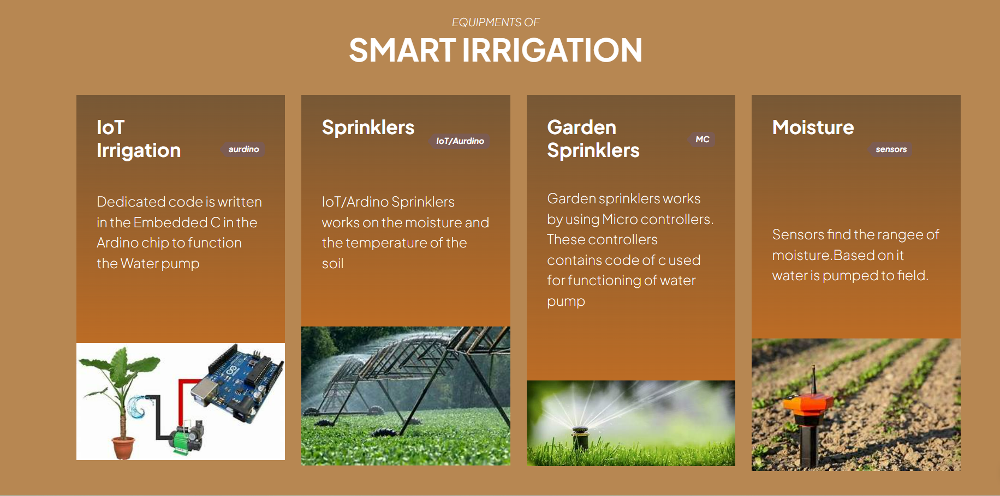 EQUIPMENTS OF
SMART IRRIGATION
IoT
Irrigation
aurdino
Dedicated code is written
in the Embedded C in the
Ardino chip to function
the Water pump
Sprinklers
IoT/Aurdino
IoT/Ardino Sprinklers
works on the moisture and
the temperature of the
soil
Garden
Sprinklers
MC
Garden sprinklers works
by using Micro controllers.
These controllers
contains code of c used
for functioning of water
pump
Moisture
sensors
Sensors find the rangee of
moisture.Based on it
water is pumped to field.